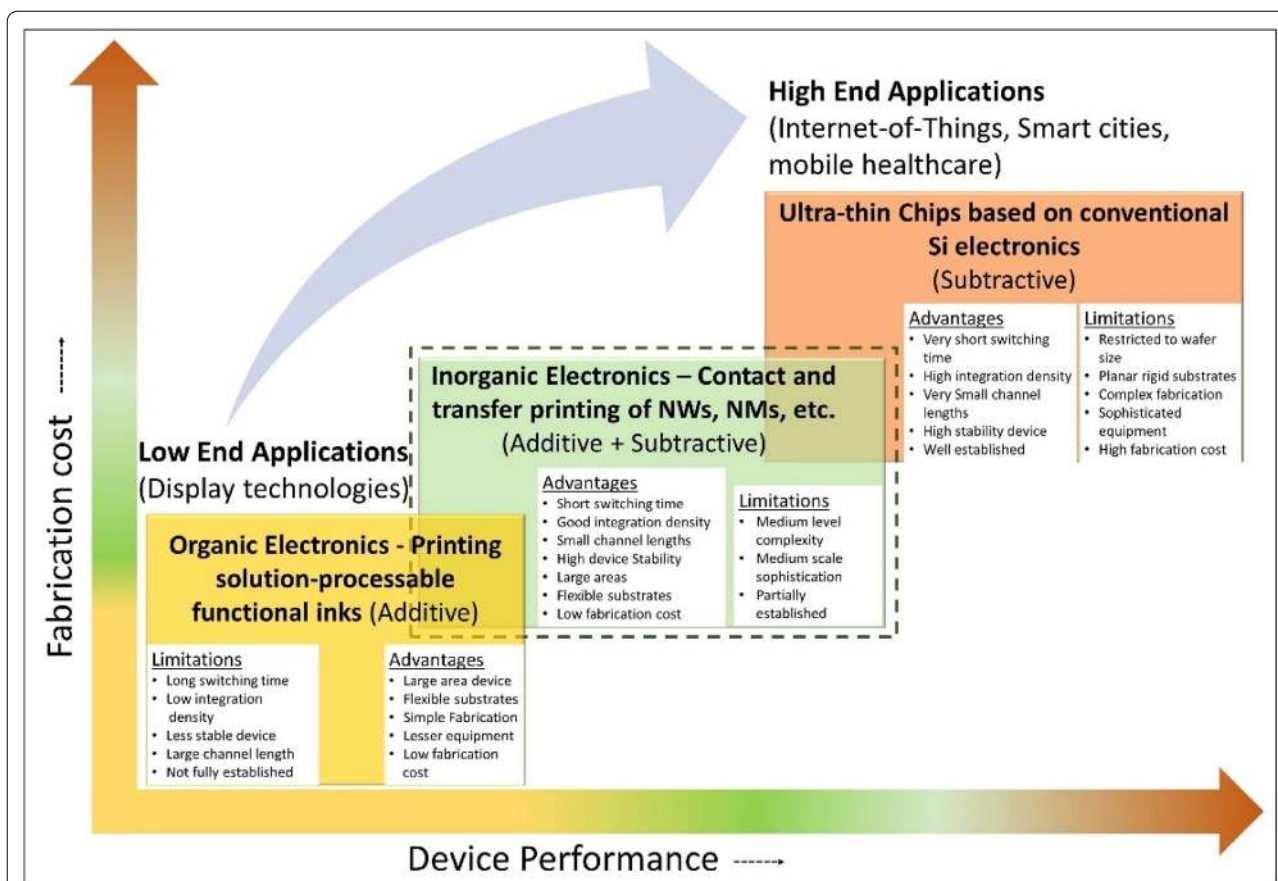 Fabrication cost ------>
High End Applications
(Internet-of-Things, Smart cities,
mobile healthcare)
Ultra-thin Chips based on conventional
Si electronics
(Subtractive)
Advantages
• Very short switching
time
• High integration density
• Very Small channel
lengths
• High stability device
• Well established
Limitations
• Restricted to wafer
size
• Planar rigid substrates
• Complex fabrication
• Sophisticated
equipment
• High fabrication cost
Inorganic Electronics – Contact and
transfer printing of NWs, NMs, etc.
(Additive + Subtractive)
Advantages
• Short switching time
• Good integration density
• Small channel lengths
• High device Stability
• Large areas
• Flexible substrates
• Low fabrication cost
Limitations
• Medium level
complexity
• Medium scale
sophistication
• Partially
established
Low End Applications
(Display technologies)
Organic Electronics - Printing
solution-processable
functional inks (Additive)
Limitations
• Long switching time
• Low integration
density
• Less stable device
• Large channel length
• Not fully established
Advantages
• Large area device
• Flexible substrates
• Simple Fabrication
• Lesser equipment
• Low fabrication
cost
Device Performance ------>